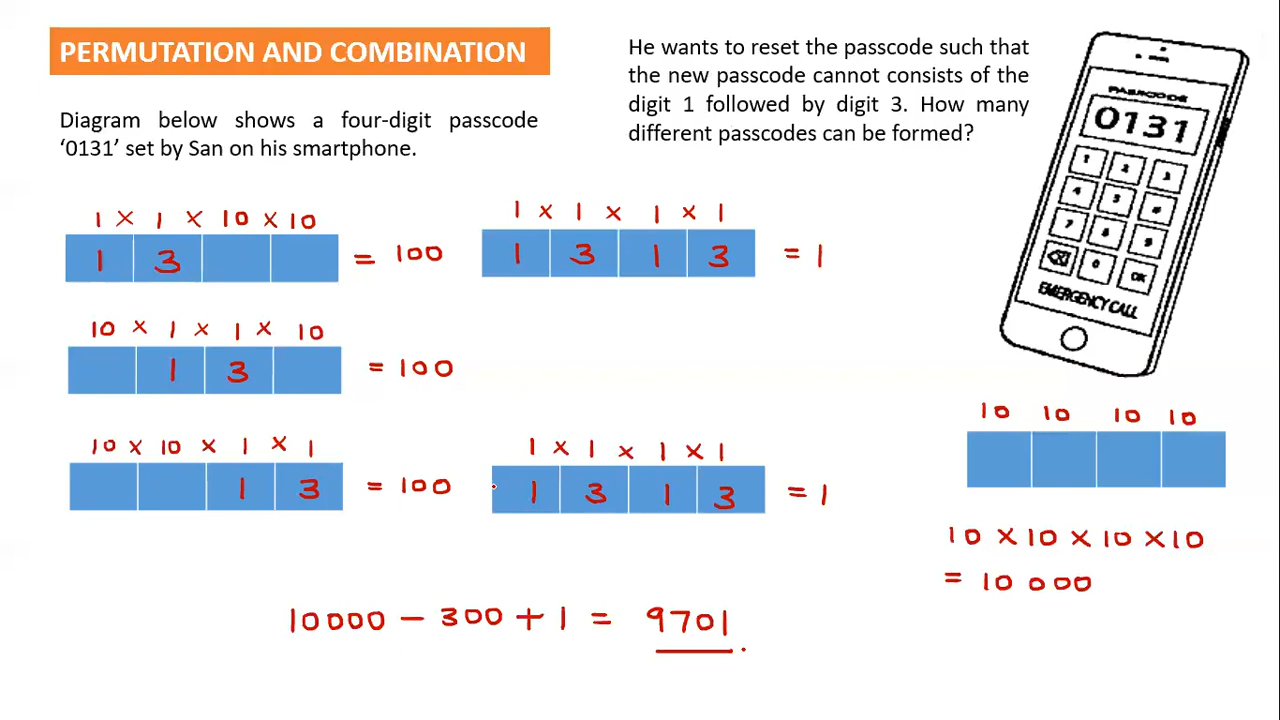 PERMUTATION AND COMBINATION
Diagram below shows a four-digit passcode
‘0131’ set by San on his smartphone.
He wants to reset the passcode such that
the new passcode cannot consists of the
digit 1 followed by digit 3. How many
different passcodes can be formed?
PASSCODE
0131
1 2 3
4
7 8
0 OK
EMERGENCY CALL
1 × 1 × 10 × 10
1 3 = 100
1 × 1 × 1 × 1
1 3 1 3 = 1
10 × 1 × 1 × 10
1 3 = 100
10 × 10 × 1 × 1
1 3 = 100
1 × 1 × 1 × 1
1 3 1 3 = 1
10 10 10 10
10 × 10 × 10 × 10
= 10 000
10000 − 300 + 1 = 9701